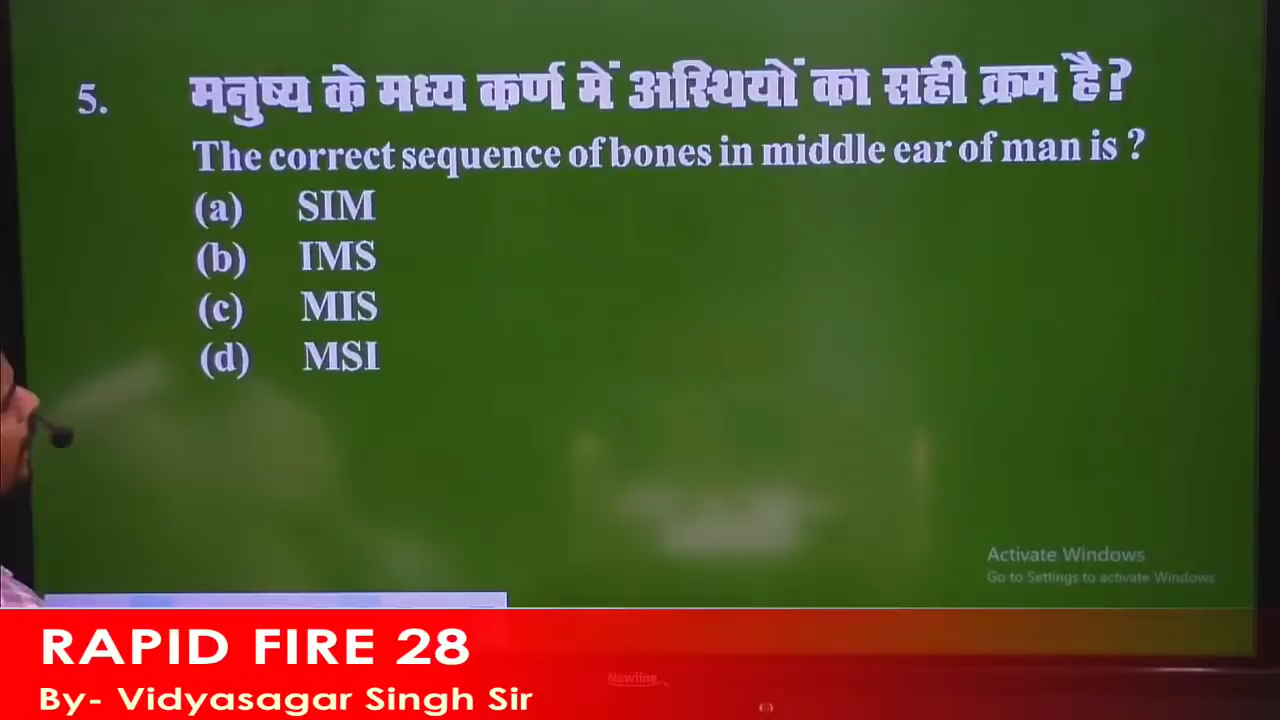 5. मनुष्य के मध्य कर्ण में अस्थियों का सही क्रम है?
The correct sequence of bones in middle ear of man is ?
(a) SIM
(b) IMS
(c) MIS
(d) MSI
Activate Windows
Go to Settings to activate Windows
RAPID FIRE 28
By- Vidyasagar Singh Sir
Newline